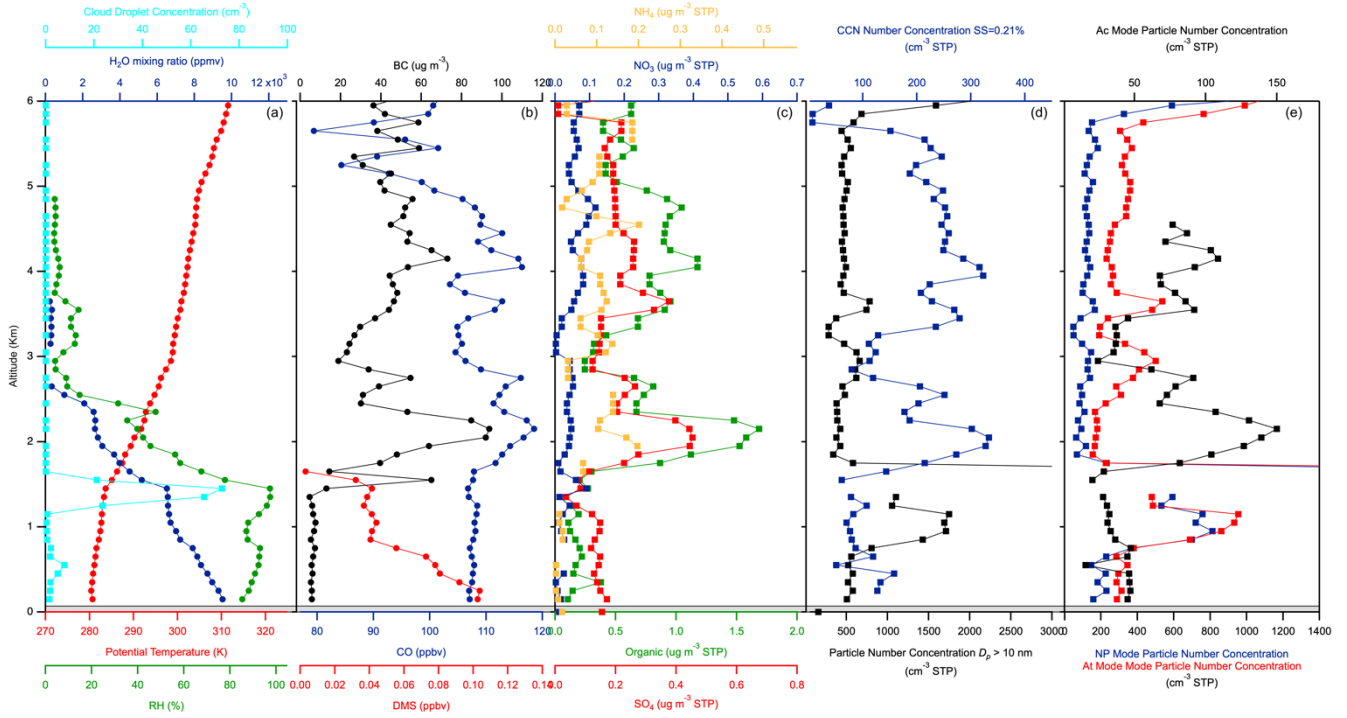 Cloud Droplet Concentration (cm⁻³)
0 20 40 60 80 100
H₂O mixing ratio (ppmv)
0 2 4 6 8 10 12 x10³
BC (ug m⁻³)
0 20 40 60 80 100 120
NH₄ (ug m⁻³ STP)
0.0 0.1 0.2 0.3 0.4 0.5
NO₃ (ug m⁻³ STP)
0.0 0.1 0.2 0.3 0.4 0.5 0.6 0.7
CCN Number Concentration SS=0.21%
(cm⁻³ STP)
100 200 300 400
Ac Mode Particle Number Concentration
(cm⁻³ STP)
50 100 150
(a) (b) (c) (d) (e)
Altitude (Km)
6
5
4
3
2
1
0
270 280 290 300 310 320
Potential Temperature (K)
0 20 40 60 80 100
RH (%)
80 90 100 110 120
CO (ppbv)
0.00 0.02 0.04 0.06 0.08 0.10 0.12 0.14
DMS (ppbv)
0.5 1.0 1.5 2.0
Organic (ug m⁻³ STP)
0.0 0.2 0.4 0.6 0.8
SO₄ (ug m⁻³ STP)
500 1000 1500 2000 2500 3000
Particle Number Concentration Dₚ > 10 nm
(cm⁻³ STP)
200 400 600 800 1000 1200 1400
NP Mode Particle Number Concentration
At Mode Mode Particle Number Concentration
(cm⁻³ STP)